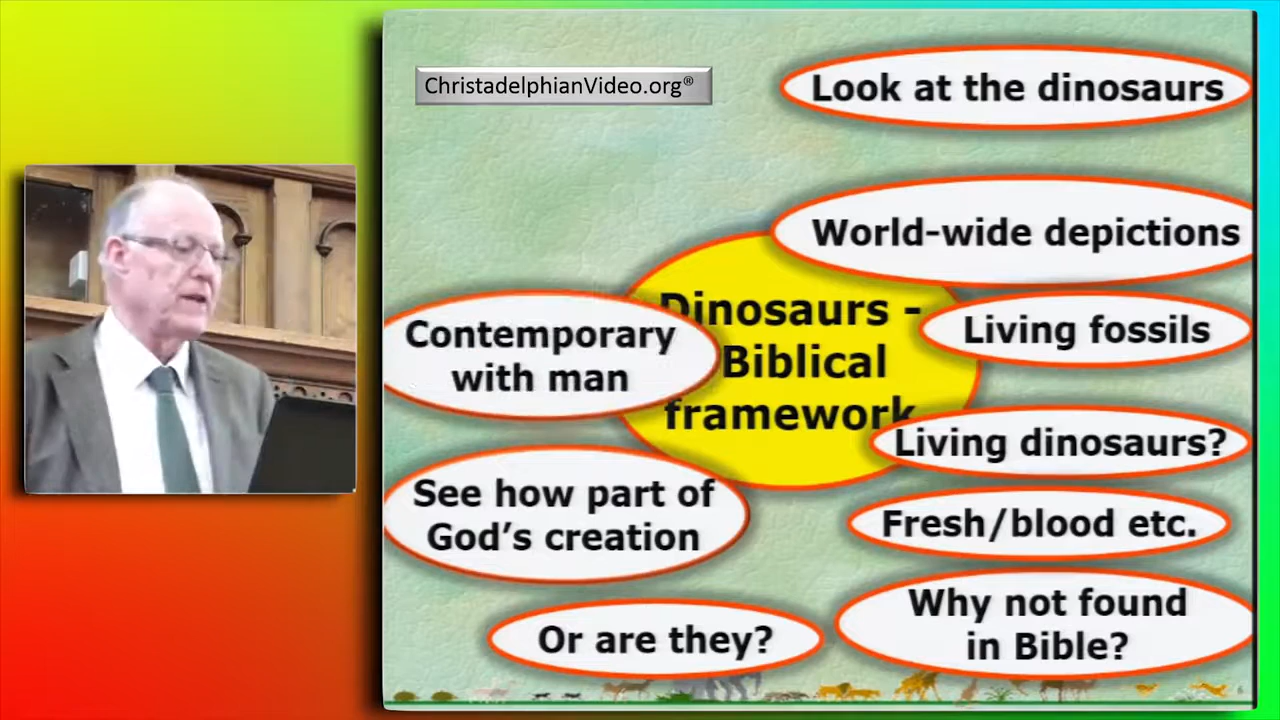 ChristadelphianVideo.org®
Look at the dinosaurs
World-wide depictions
Dinosaurs -
Biblical
framework
Contemporary
with man
Living fossils
Living dinosaurs?
See how part of
God's creation
Fresh/blood etc.
Or are they?
Why not found
in Bible?